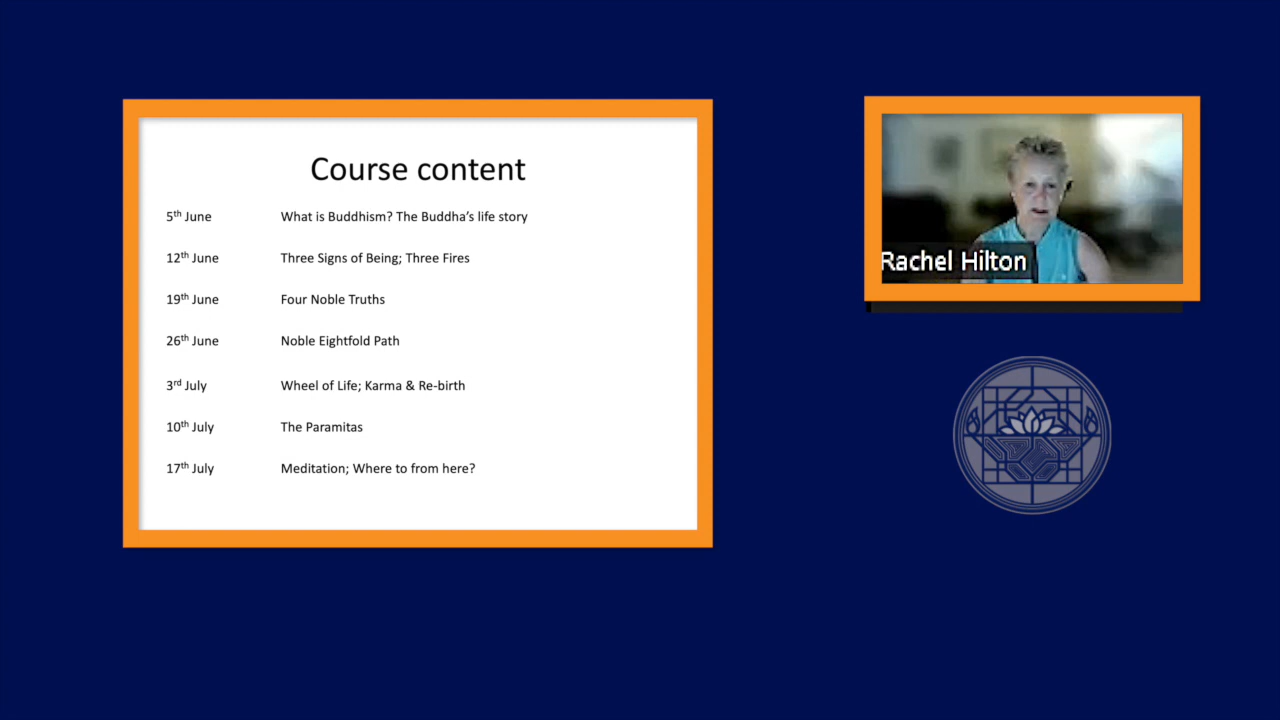 Course content
5th June What is Buddhism? The Buddha's life story
12th June Three Signs of Being; Three Fires
19th June Four Noble Truths
26th June Noble Eightfold Path
3rd July Wheel of Life; Karma & Re-birth
10th July The Paramitas
17th July Meditation; Where to from here?
Rachel Hilton